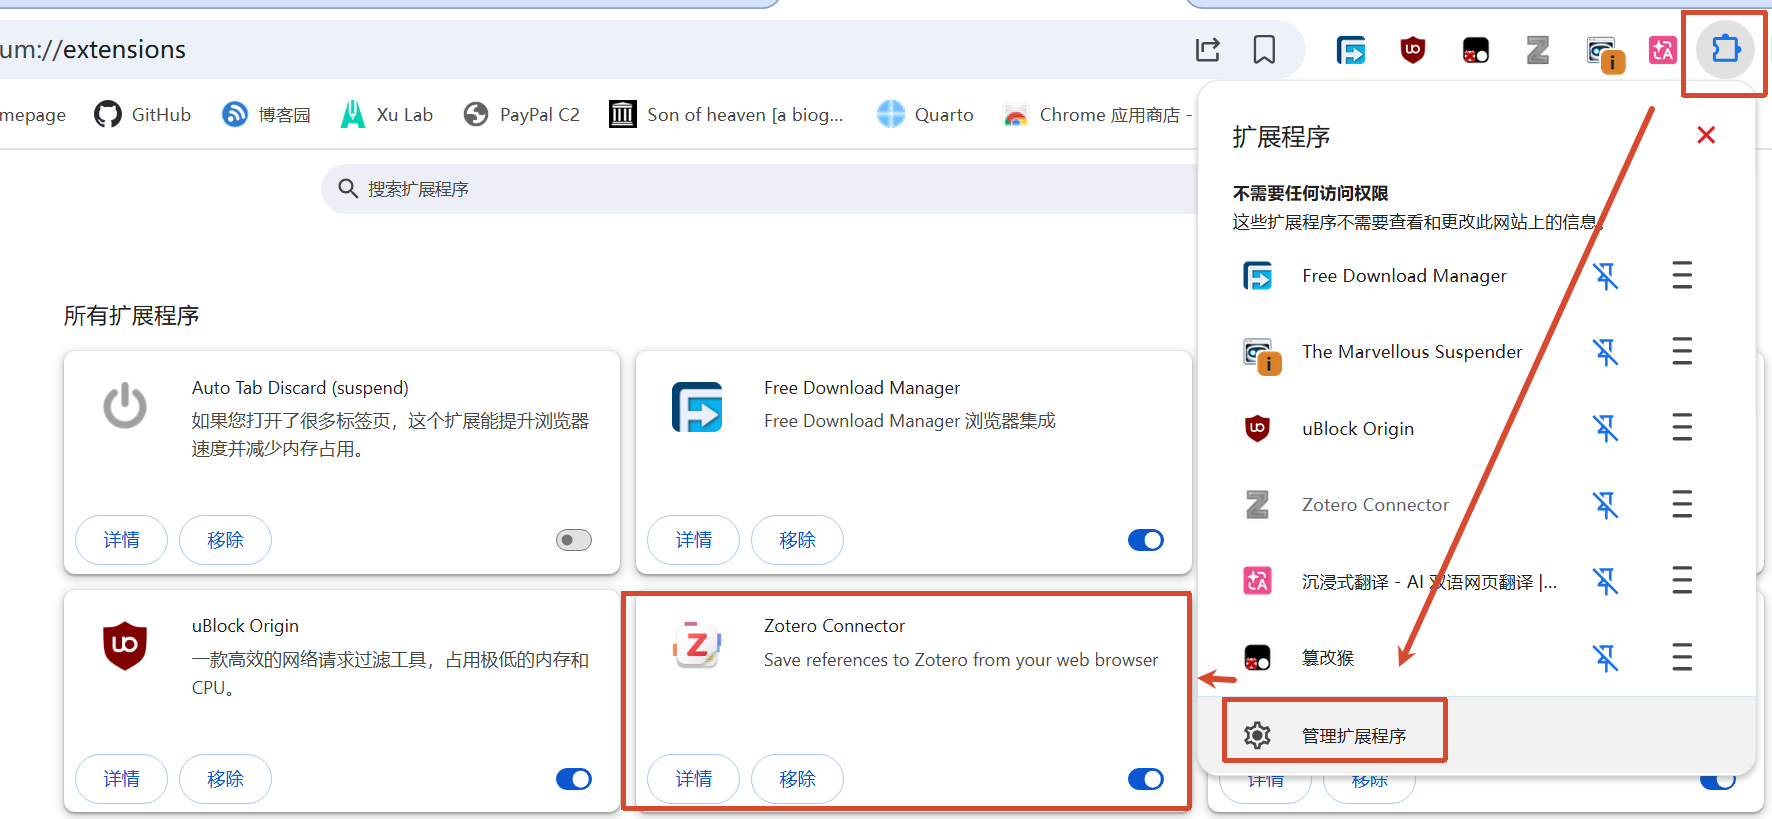 um://extensions
mepage
GitHub
博客园
Xu Lab
PayPal C2
Son of heaven [a biog...
Quarto
Chrome 应用商店 -
搜索扩展程序
所有扩展程序
Auto Tab Discard (suspend)
如果您打开了很多标签页，这个扩展能提升浏览器
速度并减少内存占用。
详情
移除
Free Download Manager
Free Download Manager 浏览器集成
详情
移除
uBlock Origin
一款高效的网络请求过滤工具，占用极低的内存和
CPU。
详情
移除
Zotero Connector
Save references to Zotero from your web browser
详情
移除
扩展程序
不需要任何访问权限
这些扩展程序不需要查看和更改此网站上的信息。
Free Download Manager
The Marvellous Suspender
uBlock Origin
Zotero Connector
沉浸式翻译 - AI 双语网页翻译 |...
篡改猴
管理扩展程序
详情
移除